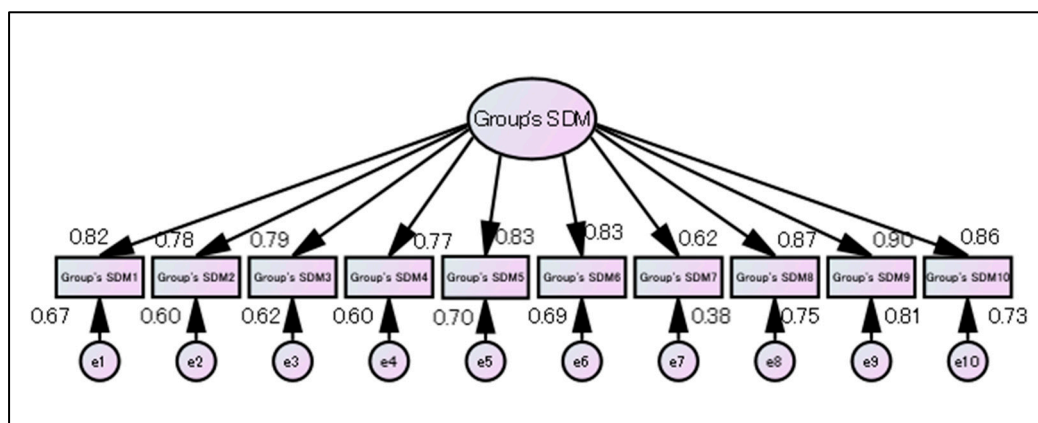 Group's SDM
0.82 0.78 0.79 0.77 0.83 0.83 0.62 0.87 0.90 0.86
Group's SDM1 Group's SDM2 Group's SDM3 Group's SDM4 Group's SDM5 Group's SDM6 Group's SDM7 Group's SDM8 Group's SDM9 Group's SDM10
0.67 0.60 0.62 0.60 0.70 0.69 0.38 0.75 0.81 0.73
e1 e2 e3 e4 e5 e6 e7 e8 e9 e10